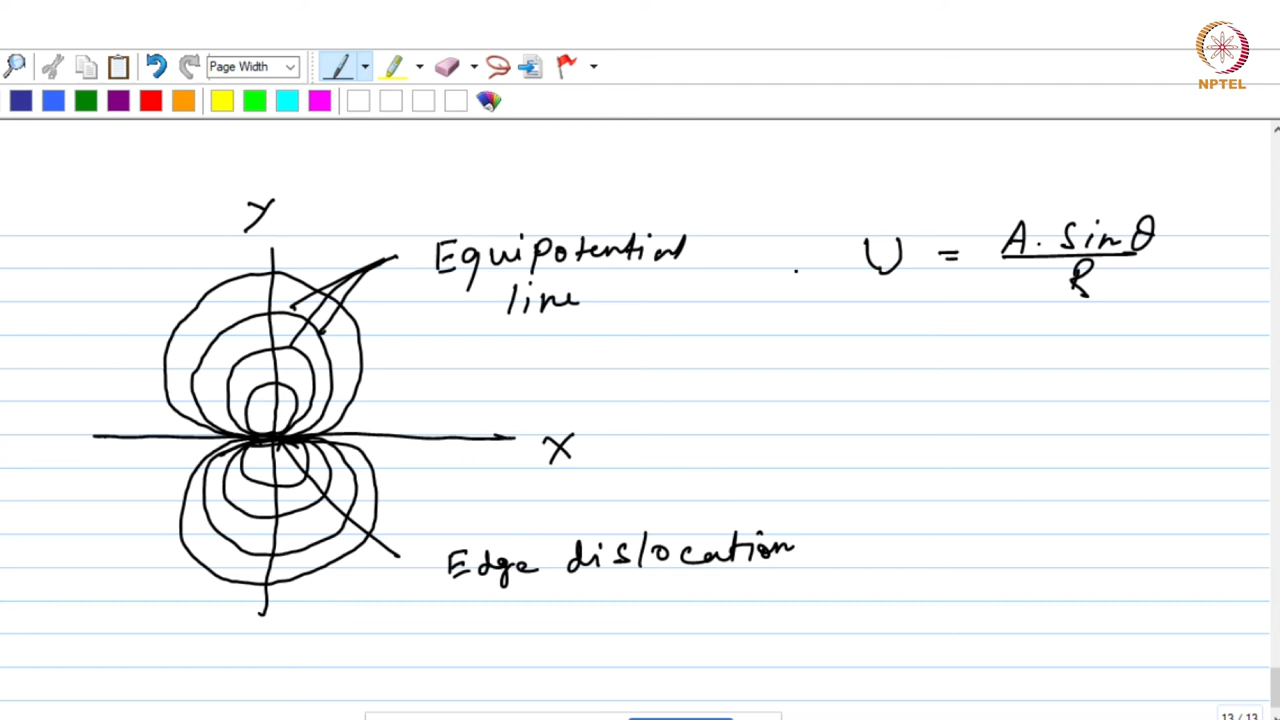 Page Width
NPTEL
Y
Equipotential
line
U = A. sinθ / R
X
Edge dislocation
13 / 13